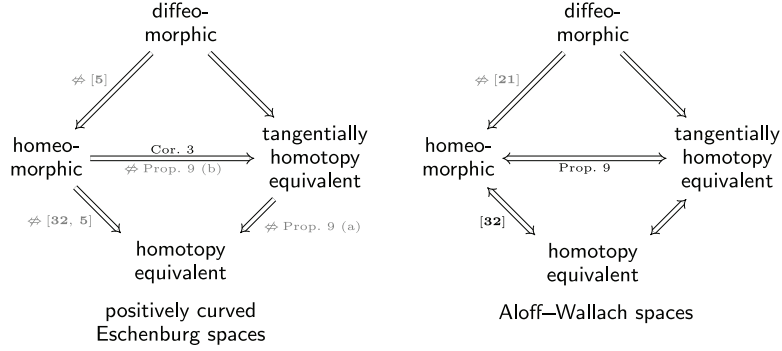 diffeo-
morphic
⇍ [5]
homeo-
morphic
Cor. 3
⇍ Prop. 9 (b)
tangentially
homotopy
equivalent
⇍ [32, 5]
⇍ Prop. 9 (a)
homotopy
equivalent
positively curved
Eschenburg spaces
diffeo-
morphic
⇍ [21]
homeo-
morphic
Prop. 9
tangentially
homotopy
equivalent
[32]
homotopy
equivalent
Aloff—Wallach spaces